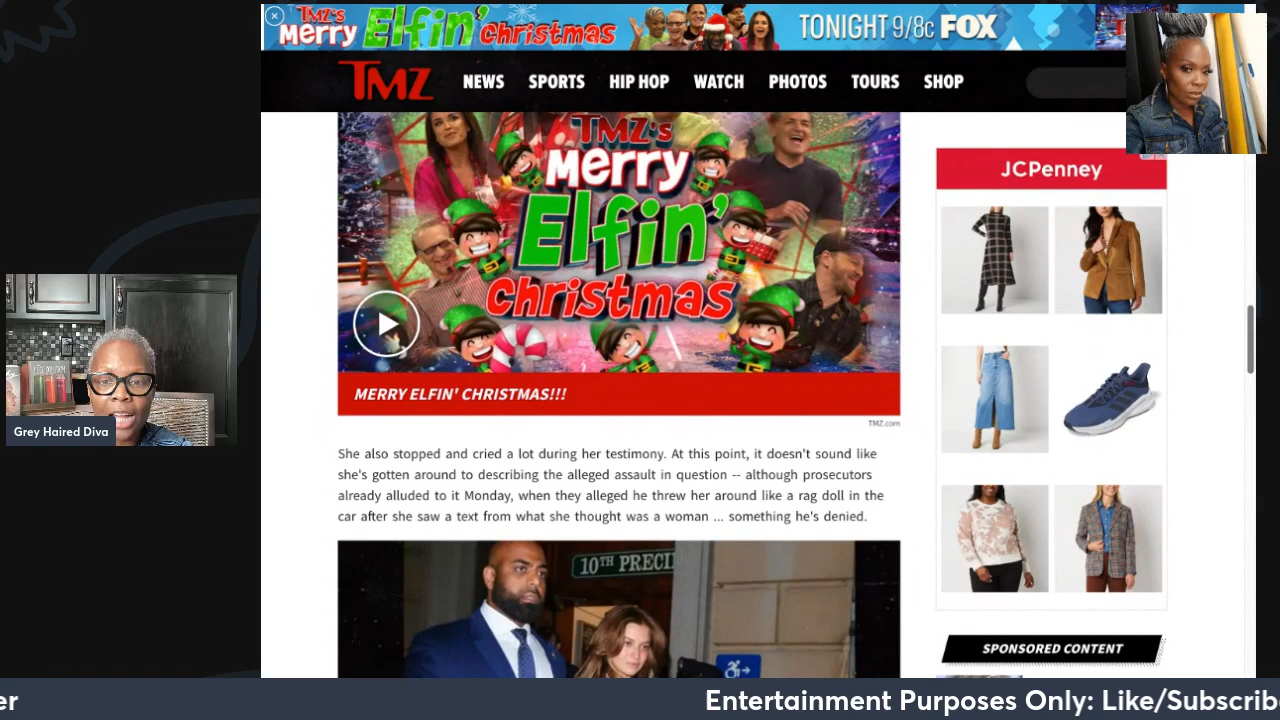 TMZ's
Merry Elfin' Christmas
TONIGHT 9/8c FOX
TMZ
NEWS
SPORTS
HIP HOP
WATCH
PHOTOS
TOURS
SHOP
TMZ's
Merry
Elfin'
Christmas
MERRY ELFIN' CHRISTMAS!!!
TMZ.com
She also stopped and cried a lot during her testimony. At this point, it doesn't sound like
she's gotten around to describing the alleged assault in question -- although prosecutors
already alluded to it Monday, when they alleged he threw her around like a rag doll in the
car after she saw a text from what she thought was a woman ... something he's denied.
10TH PRECI
JCPenney
SPONSORED CONTENT
Grey Haired Diva
er
Entertainment Purposes Only: Like/Subscrib